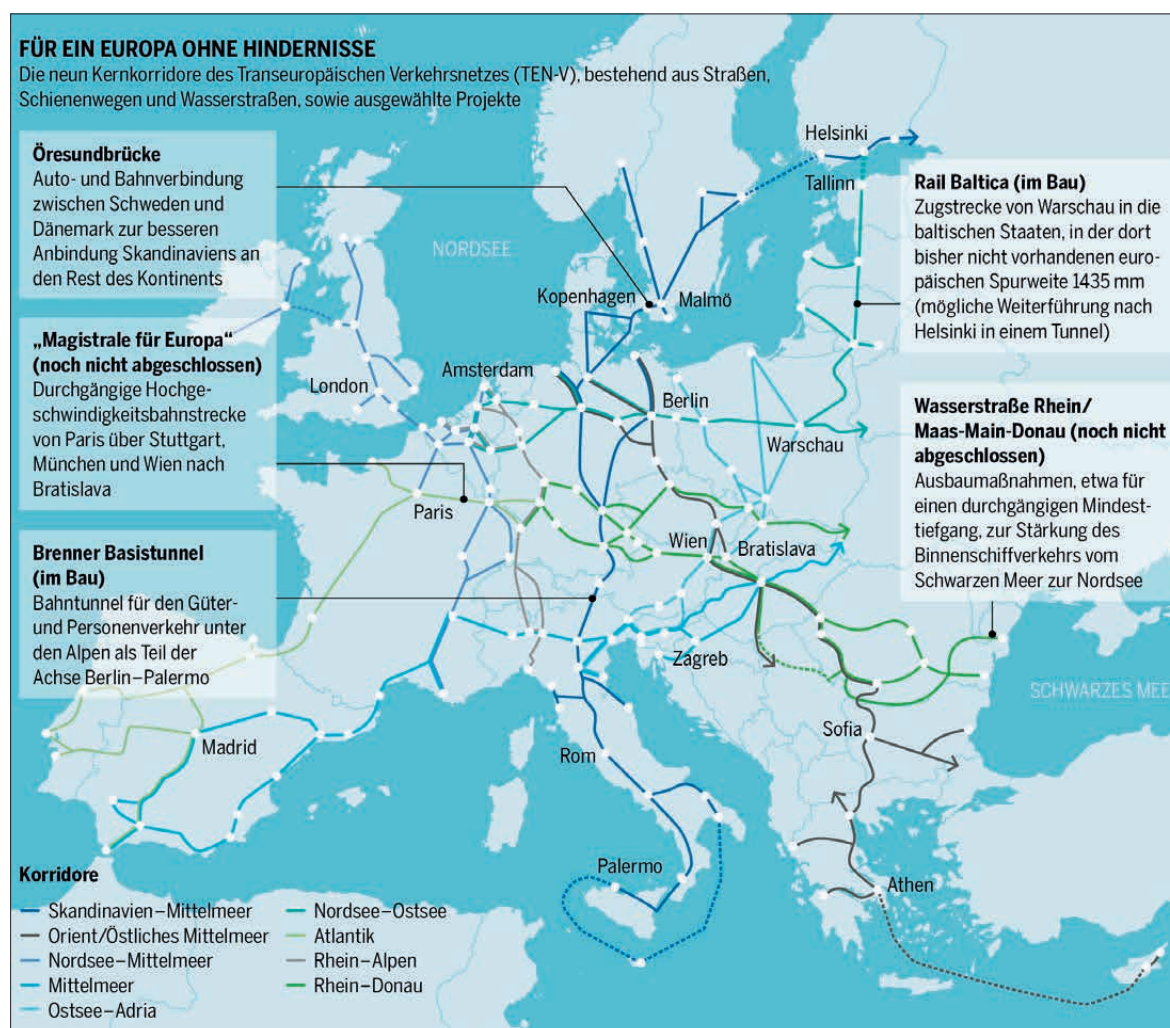 FÜR EIN EUROPA OHNE HINDERNISSE
Die neun Kernkorridore des Transeuropäischen Verkehrsnetzes (TEN-V), bestehend aus Straßen,
Schienenwegen und Wasserstraßen, sowie ausgewählte Projekte
Öresundbrücke
Auto- und Bahnverbindung
zwischen Schweden und
Dänemark zur besseren
Anbindung Skandinaviens an
den Rest des Kontinents
„Magistrale für Europa“
(noch nicht abgeschlossen)
Durchgängige Hochge-
schwindigkeitsbahnstrecke
von Paris über Stuttgart,
München und Wien nach
Bratislava
Brenner Basistunnel
(im Bau)
Bahntunnel für den Güter-
und Personenverkehr unter
den Alpen als Teil der
Achse Berlin–Palermo
Rail Baltica (im Bau)
Zugstrecke von Warschau in die
baltischen Staaten, in der dort
bisher nicht vorhandenen euro-
päischen Spurweite 1435 mm
(mögliche Weiterführung nach
Helsinki in einem Tunnel)
Wasserstraße Rhein/
Maas-Main-Donau (noch nicht
abgeschlossen)
Ausbaumaßnahmen, etwa für
einen durchgängigen Mindest-
tiefgang, zur Stärkung des
Binnenschiffverkehrs vom
Schwarzen Meer zur Nordsee
Helsinki
Tallinn
NORDSEE
Kopenhagen
Malmö
Amsterdam
London
Berlin
Warschau
Paris
Wien
Bratislava
Zagreb
SCHWARZES MEE
Madrid
Rom
Sofia
Palermo
Athen
Korridore
Skandinavien–Mittelmeer
Orient/Östliches Mittelmeer
Nordsee–Mittelmeer
Mittelmeer
Ostsee–Adria
Nordsee–Ostsee
Atlantik
Rhein–Alpen
Rhein–Donau